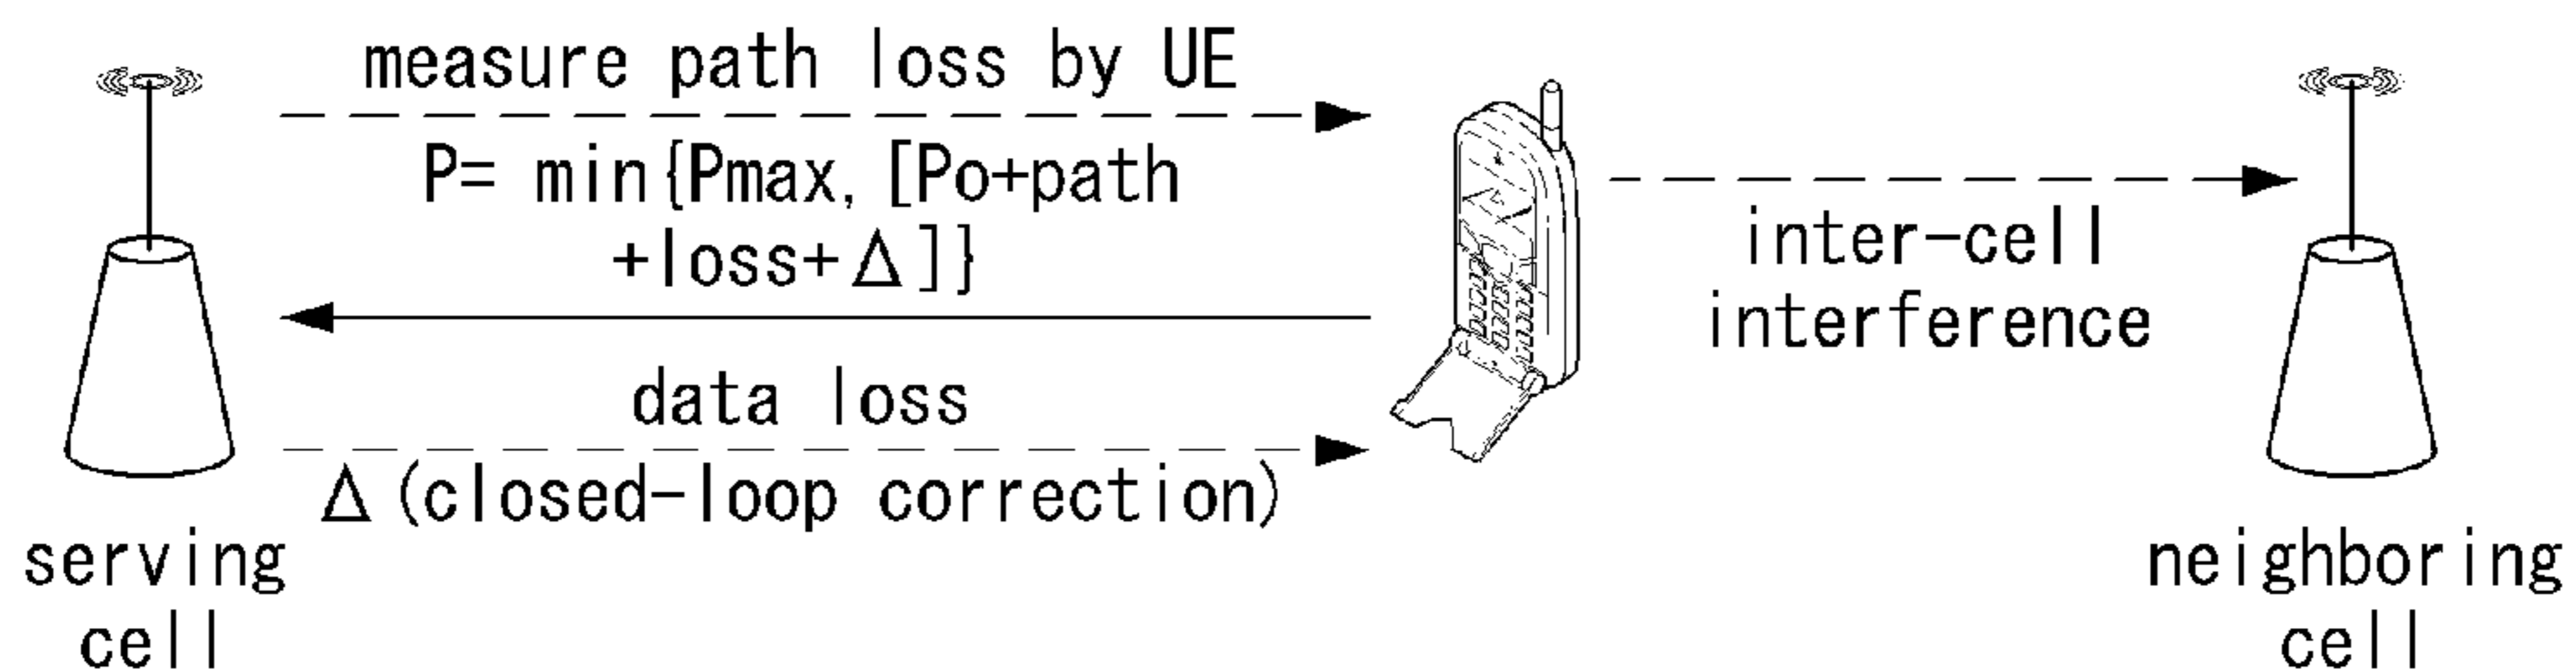 measure path loss by UE
P= min{Pmax, [Po+path
+loss+Δ]}
data loss
Δ(closed-loop correction)
serving
cell
inter-cell
interference
neighboring
cell